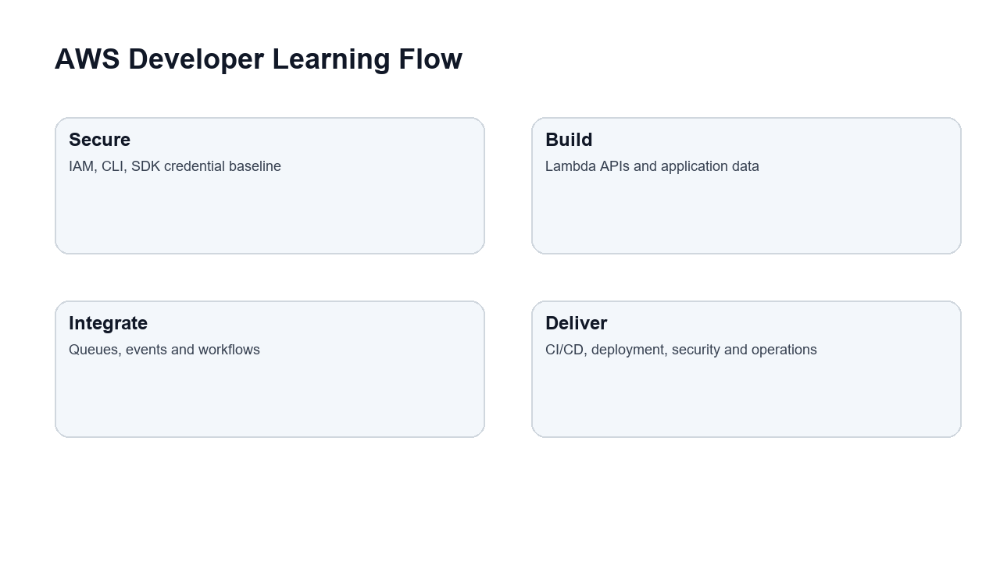 AWS Developer Learning Flow
Secure
IAM, CLI, SDK credential baseline
Build
Lambda APIs and application data
Integrate
Queues, events and workflows
Deliver
CI/CD, deployment, security and operations